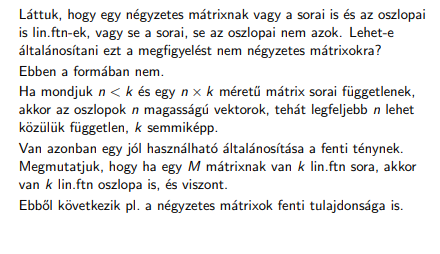 Láttuk, hogy egy négyzetes mátrixnak vagy a sorai is és az oszlopai
is lin.ftn-ek, vagy se a sorai, se az oszlopai nem azok. Lehet-e
általánosítani ezt a megfigyelést nem négyzetes mátrixokra?
Ebben a formában nem.
Ha mondjuk n < k és egy n × k méretű mátrix sorai függetlenek,
akkor az oszlopok n magasságú vektorok, tehát legfeljebb n lehet
közülük független, k semmiképp.
Van azonban egy jól használható általánosítása a fenti ténynek.
Megmutatjuk, hogy ha egy M mátrixnak van k lin.ftn sora, akkor
van k lin.ftn oszlopa is, és viszont.
Ebből következik pl. a négyzetes mátrixok fenti tulajdonsága is.